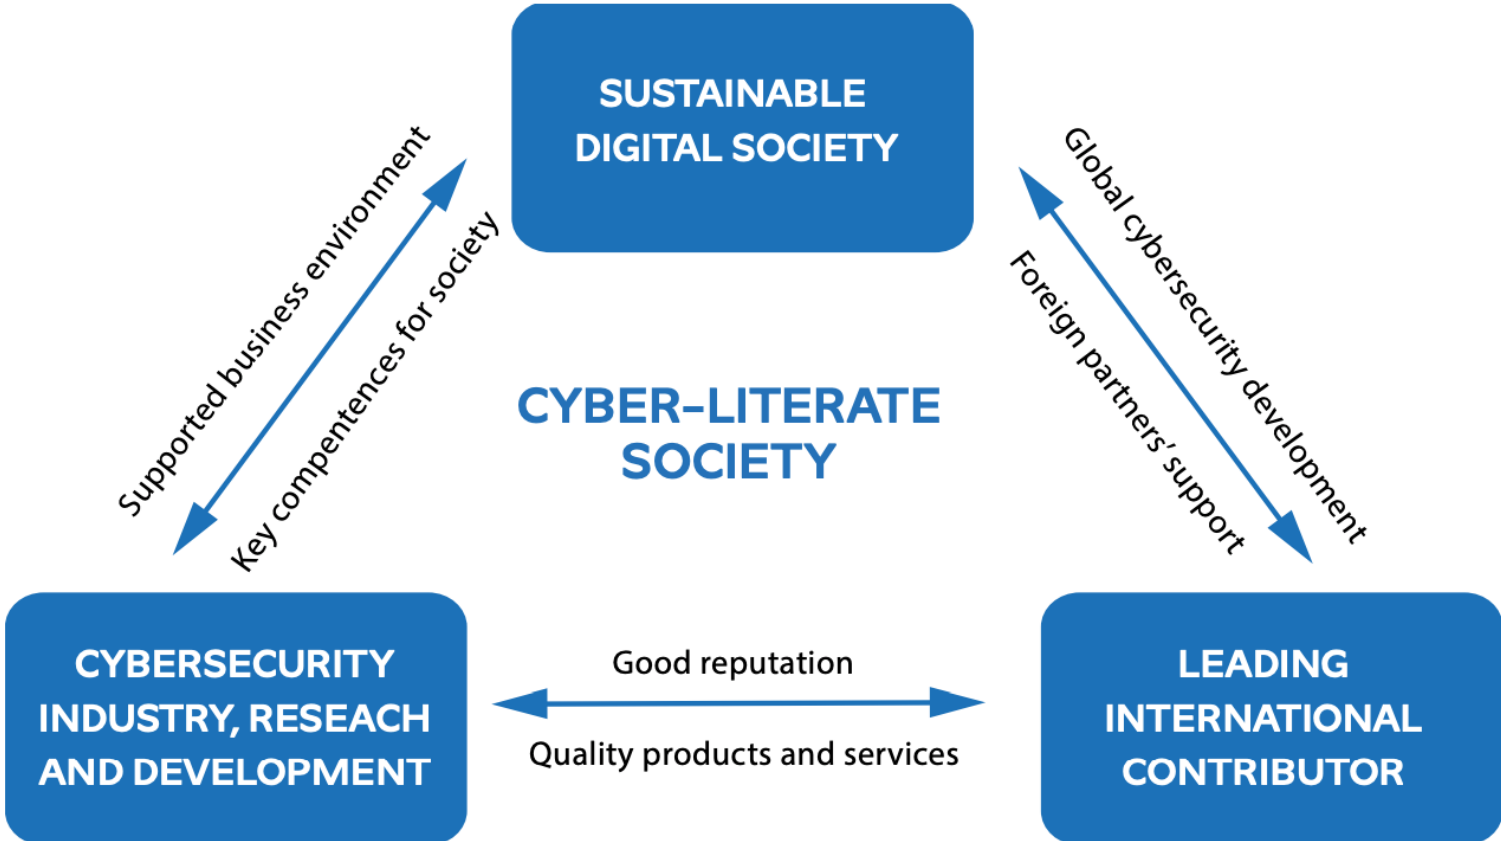 SUSTAINABLE
DIGITAL SOCIETY
Supported business environment
Key compentences for society
Global cybersecurity development
Foreign partners’ support
CYBER–LITERATE
SOCIETY
CYBERSECURITY
INDUSTRY, RESEACH
AND DEVELOPMENT
Good reputation
Quality products and services
LEADING
INTERNATIONAL
CONTRIBUTOR